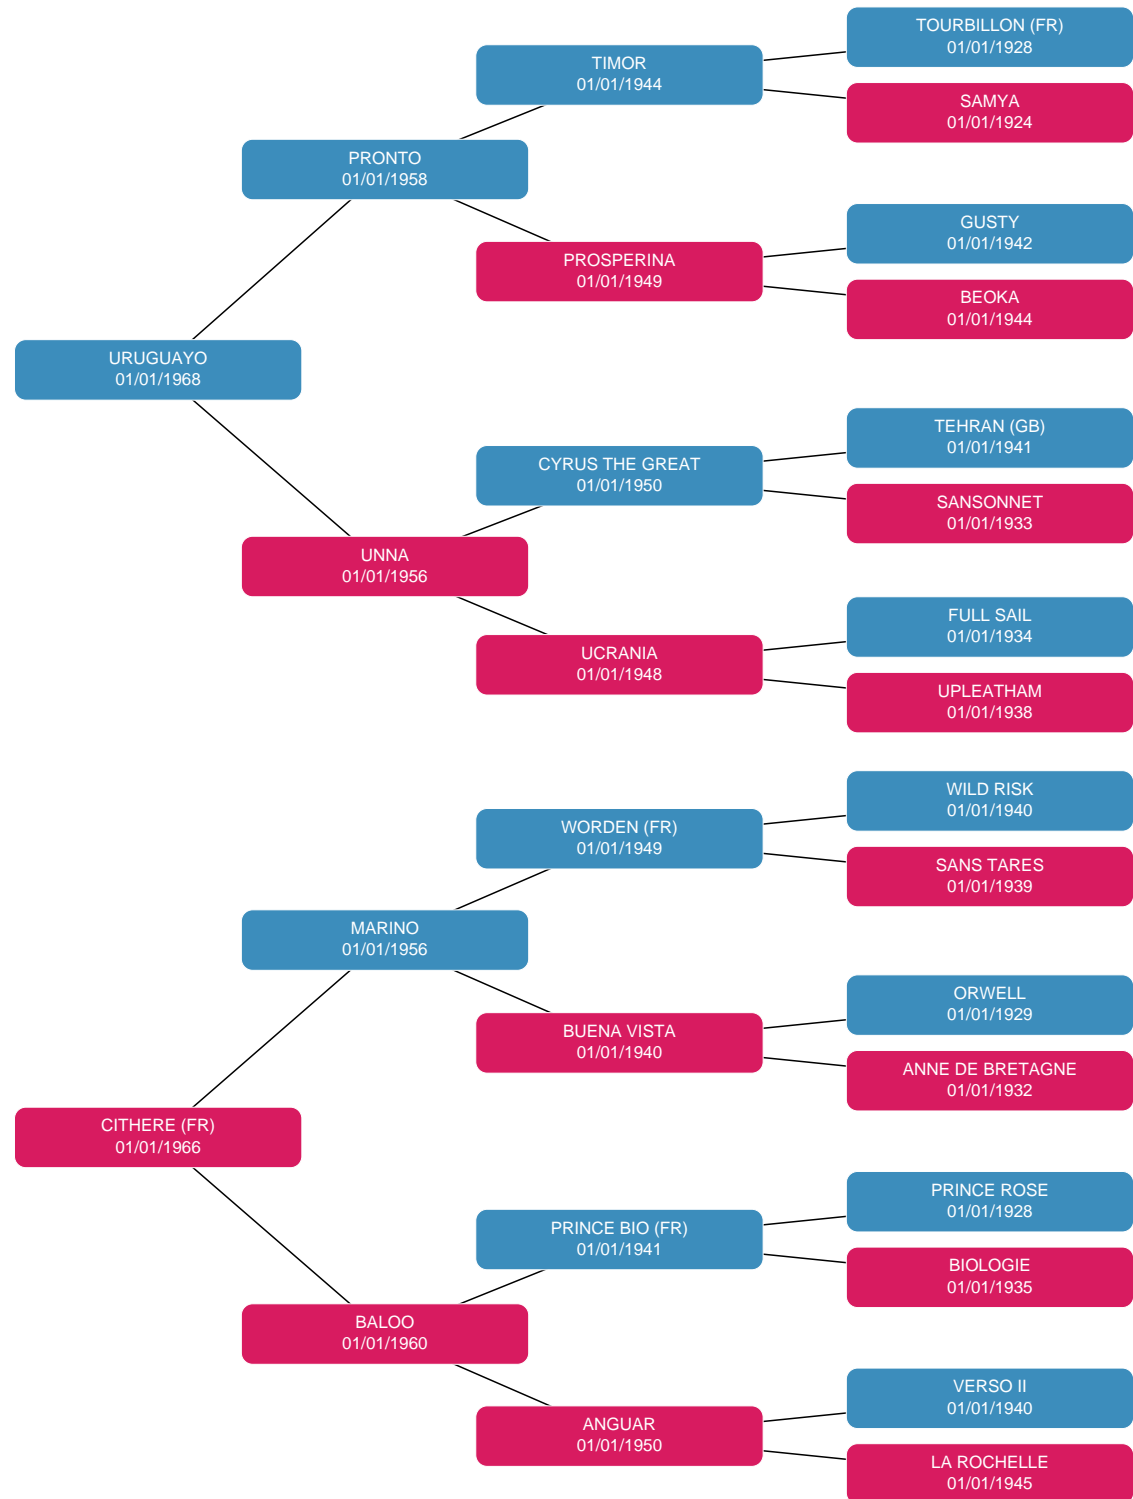 TOURBILLON (FR)
01/01/1928
TIMOR
01/01/1944
SAMYA
01/01/1924
PRONTO
01/01/1958
GUSTY
01/01/1942
PROSPERINA
01/01/1949
BEOKA
01/01/1944
URUGUAYO
01/01/1968
TEHRAN (GB)
01/01/1941
CYRUS THE GREAT
01/01/1950
SANSONNET
01/01/1933
UNNA
01/01/1956
FULL SAIL
01/01/1934
UCRANIA
01/01/1948
UPLEATHAM
01/01/1938
WILD RISK
01/01/1940
WORDEN (FR)
01/01/1949
SANS TARES
01/01/1939
MARINO
01/01/1956
ORWELL
01/01/1929
BUENA VISTA
01/01/1940
ANNE DE BRETAGNE
01/01/1932
CITHERE (FR)
01/01/1966
PRINCE ROSE
01/01/1928
PRINCE BIO (FR)
01/01/1941
BIOLOGIE
01/01/1935
BALOO
01/01/1960
VERSO II
01/01/1940
ANGUAR
01/01/1950
LA ROCHELLE
01/01/1945